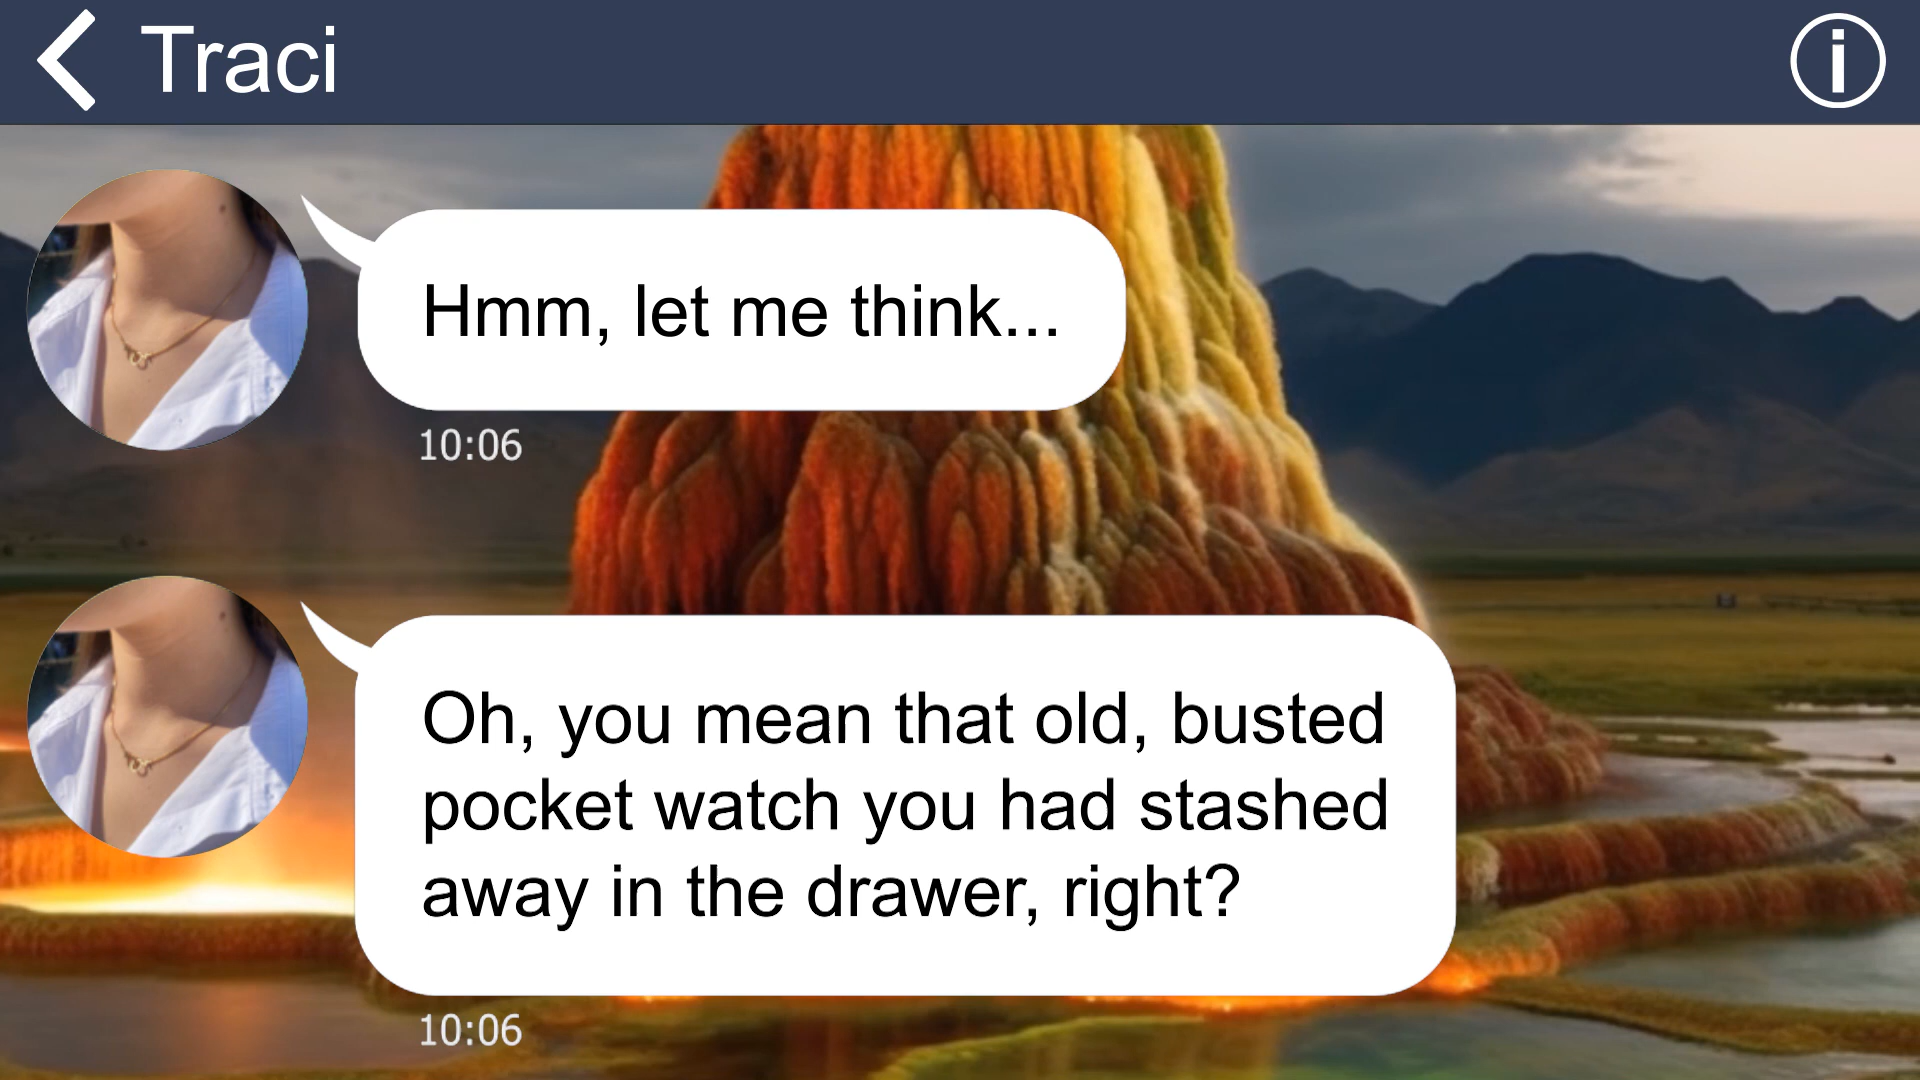 Traci
Hmm, let me think...
10:06
Oh, you mean that old, busted
pocket watch you had stashed
away in the drawer, right?
10:06